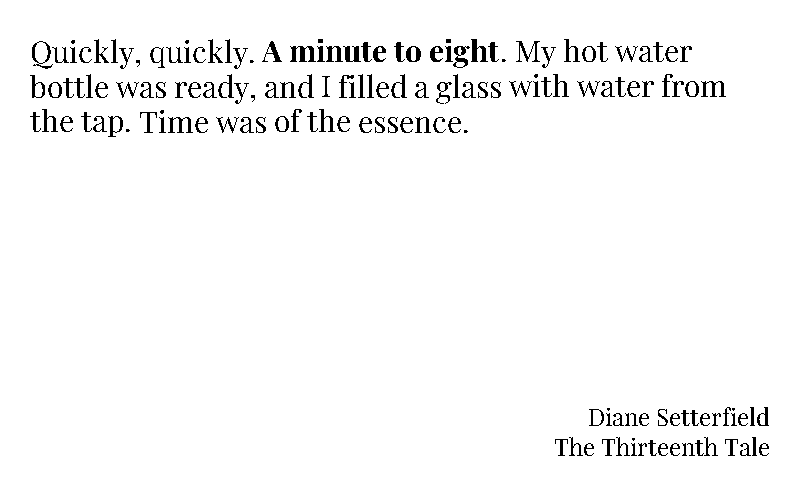 Quickly, quickly. A minute to eight. My hot water
bottle was ready, and I filled a glass with water from
the tap. Time was of the essence.
Diane Setterfield
The Thirteenth Tale